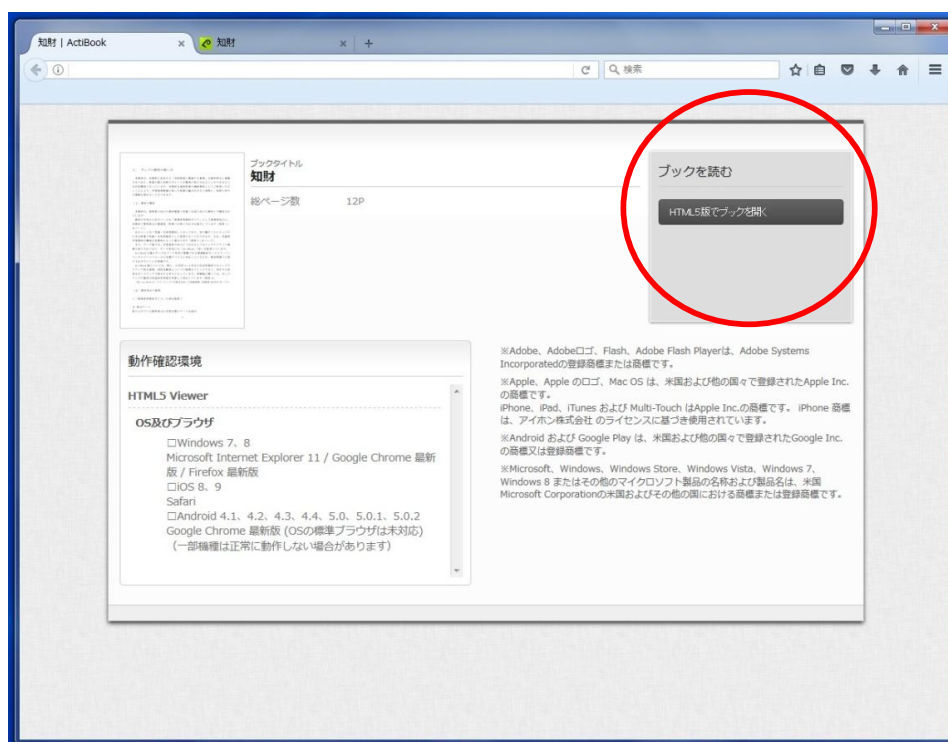 知財 | ActiBook
知財
検索
ブックタイトル
知財
総ページ数 12P
ブックを読む
HTML5版でブックを開く
動作確認環境
HTML5 Viewer
OS及びブラウザ
□Windows 7、8
Microsoft Internet Explorer 11 / Google Chrome 最新
版 / Firefox 最新版
□iOS 8、9
Safari
□Android 4.1、4.2、4.3、4.4、5.0、5.0.1、5.0.2
Google Chrome 最新版 (OSの標準ブラウザは未対応)
（一部機種は正常に動作しない場合があります）
※Adobe、Adobeロゴ、Flash、Adobe Flash Playerは、Adobe Systems
Incorporatedの登録商標または商標です。
※Apple、Apple のロゴ、Mac OS は、米国および他の国々で登録されたApple Inc.
の商標です。
iPhone、iPad、iTunes および Multi-Touch はApple Inc.の商標です。 iPhone 商標
は、アイホン株式会社 のライセンスに基づき使用されています。
※Android および Google Play は、米国および他の国々で登録されたGoogle Inc.
の商標又は登録商標です。
※Microsoft、Windows、Windows Store、Windows Vista、Windows 7、
Windows 8 またはその他のマイクロソフト製品の名称および製品名は、米国
Microsoft Corporationの米国およびその他の国における商標または登録商標です。